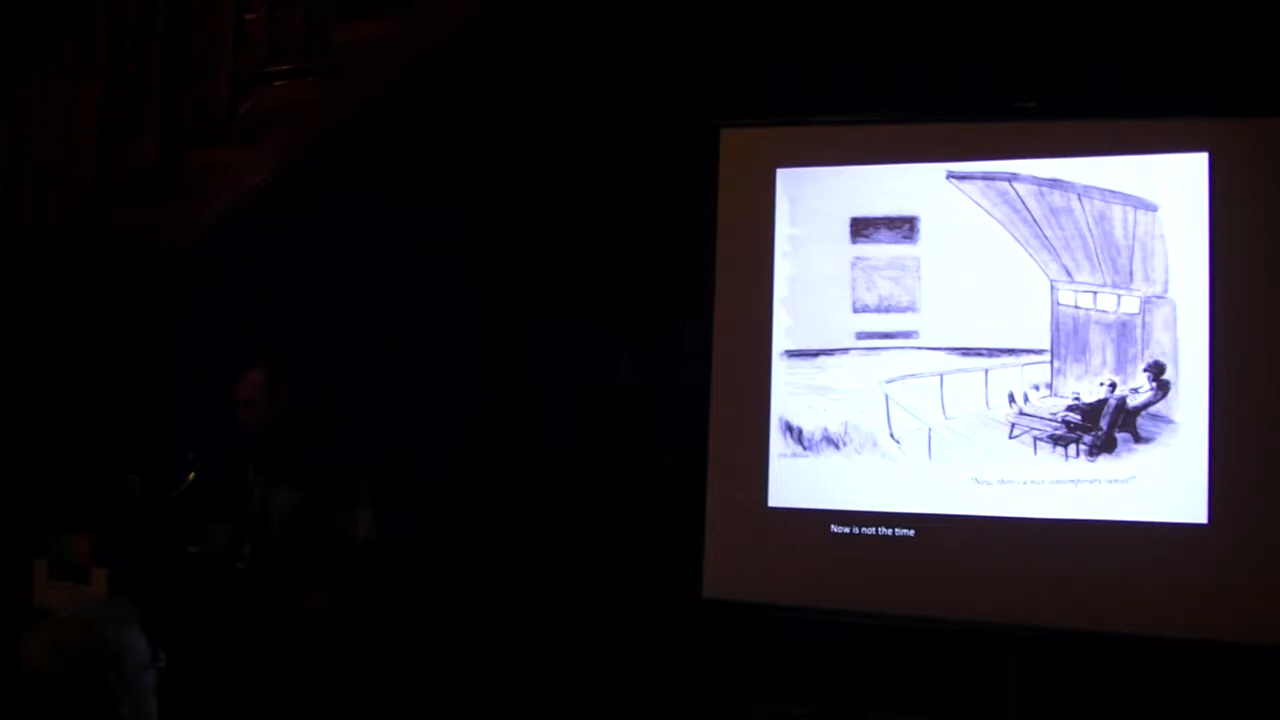 "Now, there's a nice contemporary sunset!"
Now is not the time